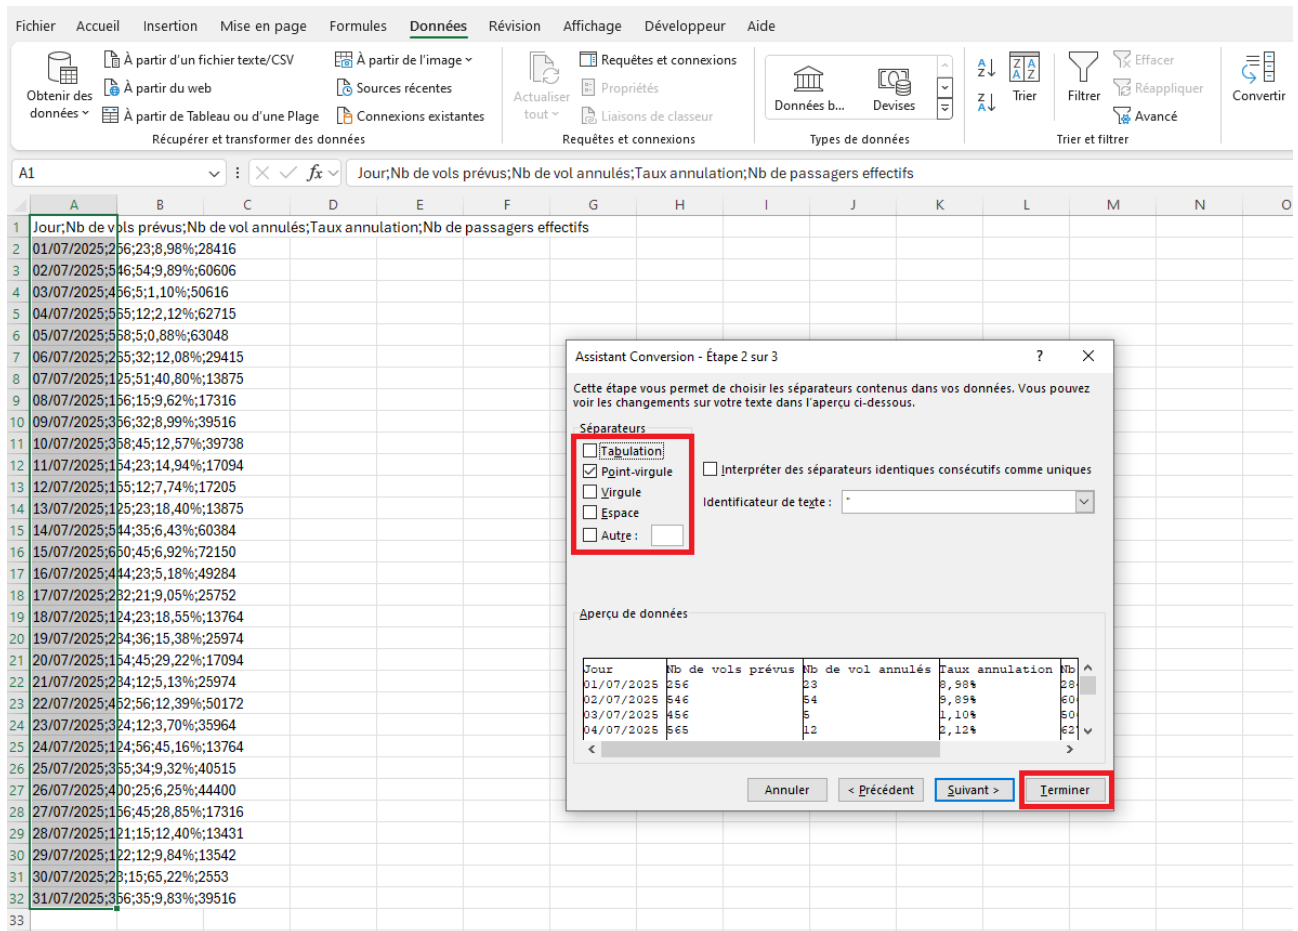 Fichier Accueil Insertion Mise en page Formules Données Révision Affichage Développeur Aide
Obtenir des données
À partir d'un fichier texte/CSV
À partir du web
À partir de Tableau ou d'une Plage
À partir de l'image
Sources récentes
Connexions existantes
Récupérer et transformer des données
Actualiser tout
Requêtes et connexions
Propriétés
Liaisons de classeur
Requêtes et connexions
Données b...
Devises
Types de données
Trier
Filtrer
Effacer
Réappliquer
Avancé
Trier et filtrer
Convertir
A1
fx
Jour;Nb de vols prévus;Nb de vol annulés;Taux annulation;Nb de passagers effectifs
A B C D E F G H I J K L M N O
1 Jour;Nb de vols prévus;Nb de vol annulés;Taux annulation;Nb de passagers effectifs
2 01/07/2025;256;23;8,98%;28416
3 02/07/2025;546;54;9,89%;60606
4 03/07/2025;456;5;1,10%;50616
5 04/07/2025;565;12;2,12%;62715
6 05/07/2025;568;5;0,88%;63048
7 06/07/2025;265;32;12,08%;29415
8 07/07/2025;125;51;40,80%;13875
9 08/07/2025;156;15;9,62%;17316
10 09/07/2025;356;32;8,99%;39516
11 10/07/2025;358;45;12,57%;39738
12 11/07/2025;154;23;14,94%;17094
13 12/07/2025;155;12;7,74%;17205
14 13/07/2025;125;23;18,40%;13875
15 14/07/2025;544;35;6,43%;60384
16 15/07/2025;650;45;6,92%;72150
17 16/07/2025;444;23;5,18%;49284
18 17/07/2025;232;21;9,05%;25752
19 18/07/2025;124;23;18,55%;13764
20 19/07/2025;234;36;15,38%;25974
21 20/07/2025;154;45;29,22%;17094
22 21/07/2025;234;12;5,13%;25974
23 22/07/2025;452;56;12,39%;50172
24 23/07/2025;324;12;3,70%;35964
25 24/07/2025;124;56;45,16%;13764
26 25/07/2025;365;34;9,32%;40515
27 26/07/2025;400;25;6,25%;44400
28 27/07/2025;156;45;28,85%;17316
29 28/07/2025;121;15;12,40%;13431
30 29/07/2025;122;12;9,84%;13542
31 30/07/2025;23;15;65,22%;2553
32 31/07/2025;356;35;9,83%;39516
33
Assistant Conversion - Étape 2 sur 3
Cette étape vous permet de choisir les séparateurs contenus dans vos données. Vous pouvez
voir les changements sur votre texte dans l'aperçu ci-dessous.
Séparateurs
Tabulation
Point-virgule
Virgule
Espace
Autre :
Interpréter des séparateurs identiques consécutifs comme uniques
Identificateur de texte : "
Aperçu de données
Jour Nb de vols prévus Nb de vol annulés Taux annulation Nb
01/07/2025 256 23 8,98% 28
02/07/2025 546 54 9,89% 60
03/07/2025 456 5 1,10% 50
04/07/2025 565 12 2,12% 62
Annuler < Précédent Suivant > Terminer